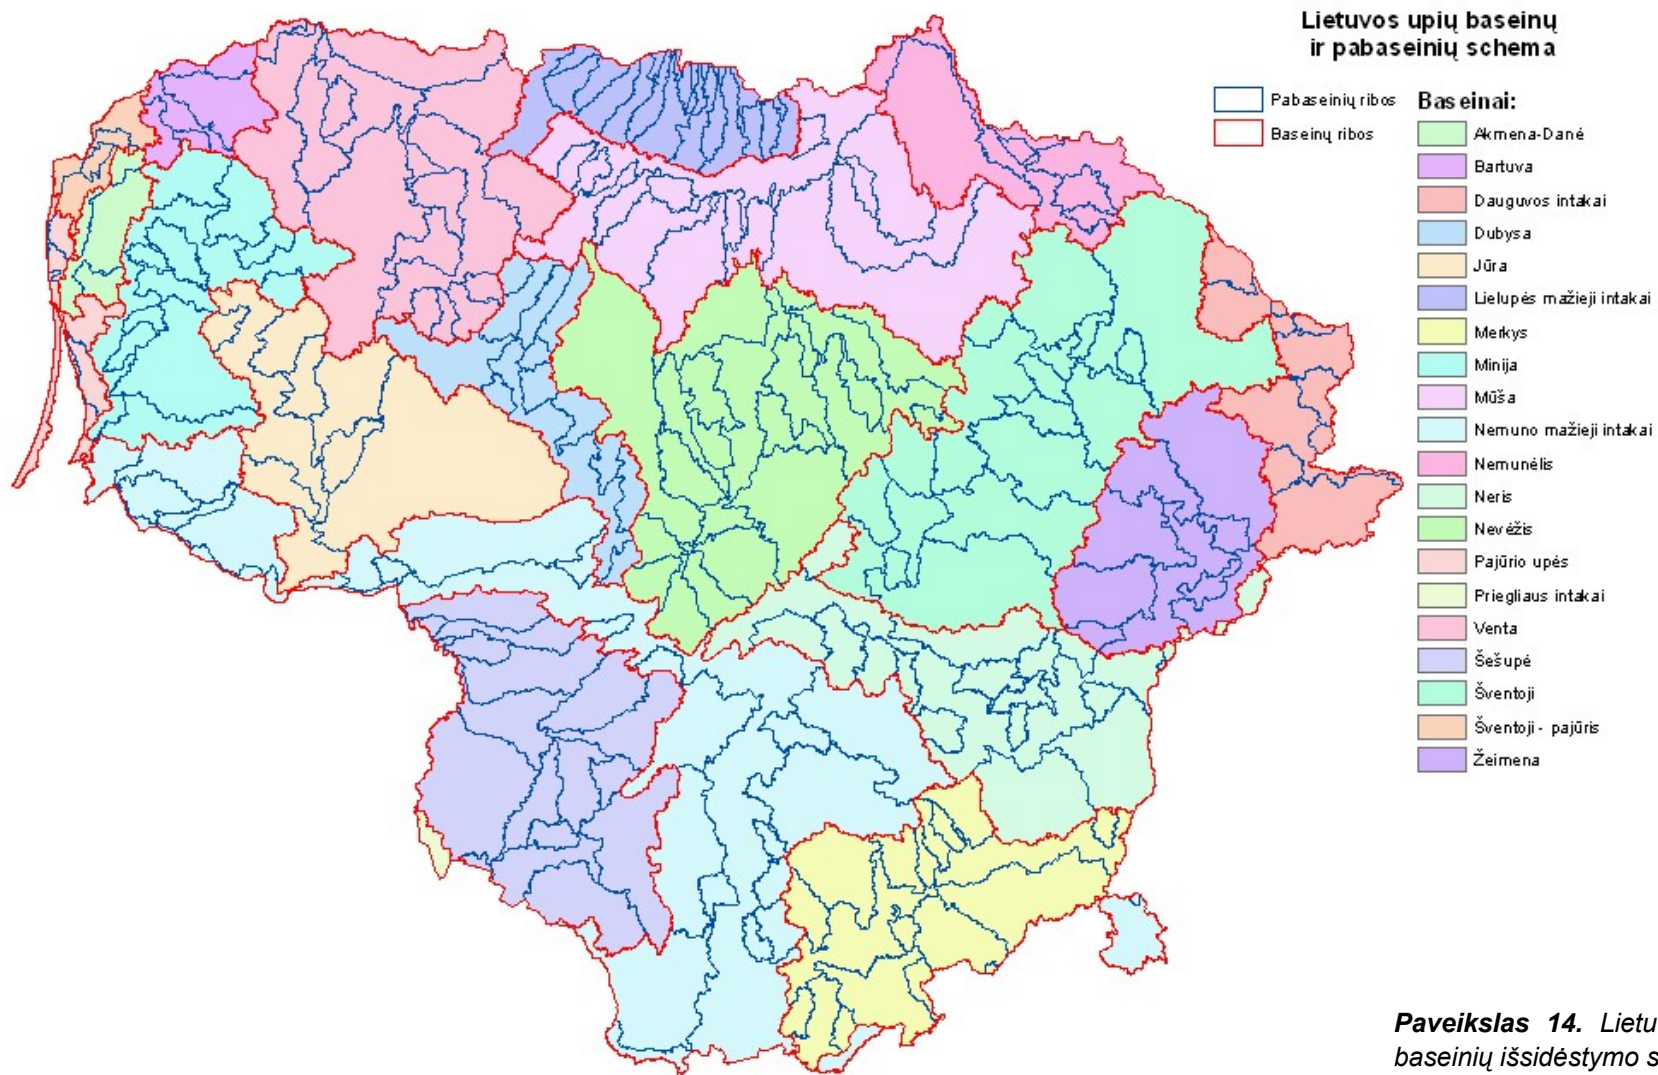 Lietuvos upių baseinų
ir pabaseinių schema
Pabaseinių ribos
Baseinų ribos
Baseinai:
Akmena-Danė
Bartuva
Dauguvos intakai
Dubysa
Jūra
Lielupės mažieji intakai
Merkys
Minija
Mūša
Nemuno mažieji intakai
Nemunėlis
Neris
Nevėžis
Pajūrio upės
Priegliaus intakai
Venta
Šešupė
Šventoji
Šventoji - pajūris
Žeimena
Paveikslas 14. Lietu
baseinių išsidėstymo s